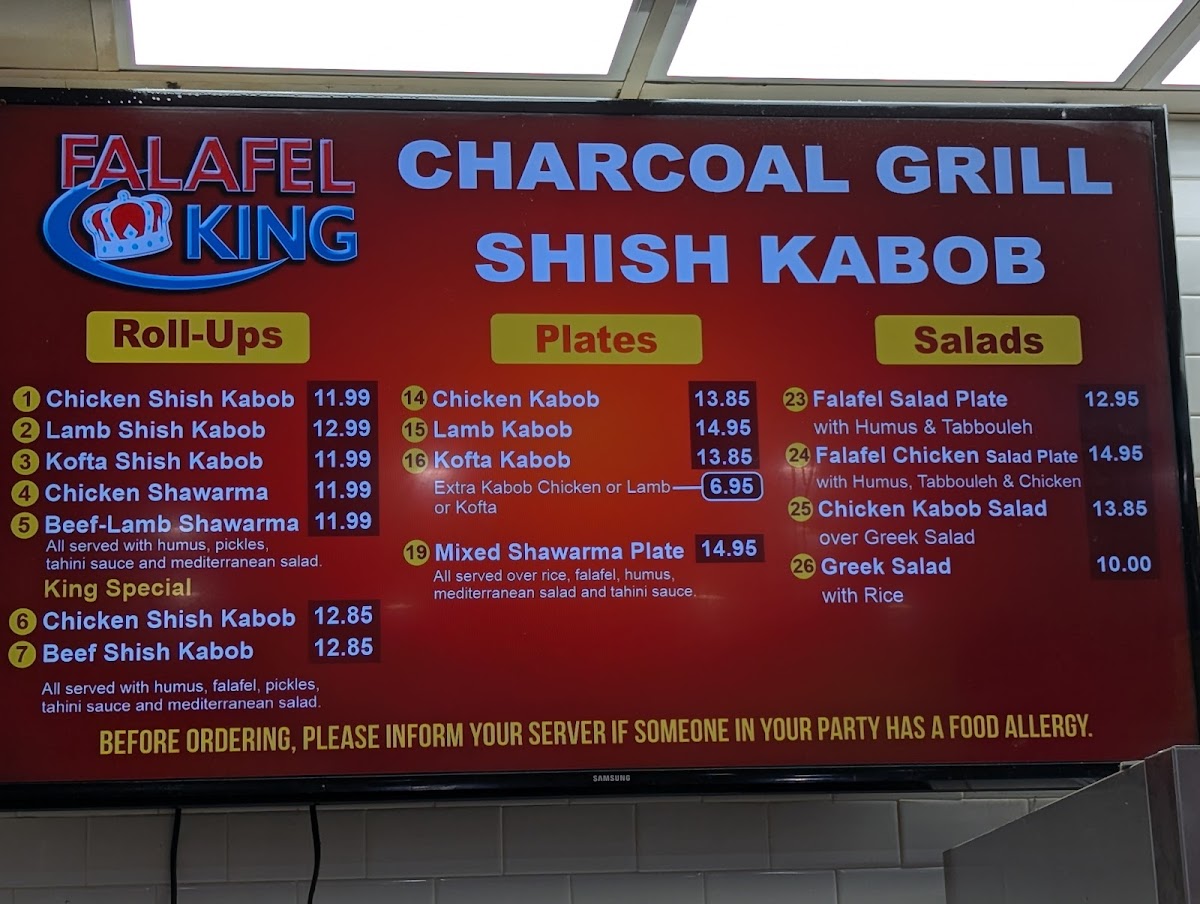 FALAFEL
KING
CHARCOAL GRILL
SHISH KABOB
Roll-Ups
1 Chicken Shish Kabob 11.99
2 Lamb Shish Kabob 12.99
3 Kofta Shish Kabob 11.99
4 Chicken Shawarma 11.99
5 Beef-Lamb Shawarma 11.99
All served with humus, pickles,
tahini sauce and mediterranean salad.
King Special
6 Chicken Shish Kabob 12.85
7 Beef Shish Kabob 12.85
All served with humus, falafel, pickles,
tahini sauce and mediterranean salad.
Plates
14 Chicken Kabob 13.85
15 Lamb Kabob 14.95
16 Kofta Kabob 13.85
Extra Kabob Chicken or Lamb 6.95
or Kofta
19 Mixed Shawarma Plate 14.95
All served over rice, falafel, humus,
mediterranean salad and tahini sauce.
Salads
23 Falafel Salad Plate 12.95
with Humus & Tabbouleh
24 Falafel Chicken Salad Plate 14.95
with Humus, Tabbouleh & Chicken
25 Chicken Kabob Salad 13.85
over Greek Salad
26 Greek Salad 10.00
with Rice
BEFORE ORDERING, PLEASE INFORM YOUR SERVER IF SOMEONE IN YOUR PARTY HAS A FOOD ALLERGY.
SAMSUNG